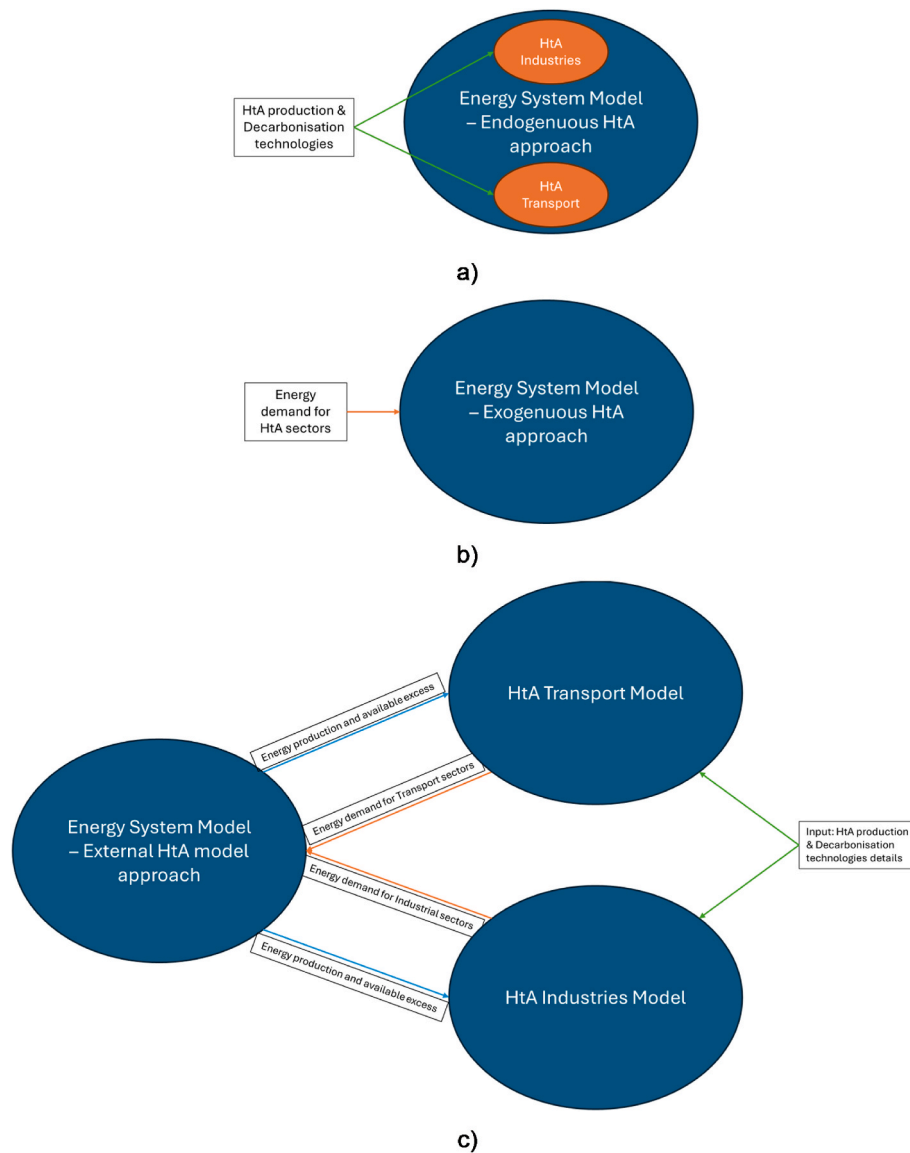 HtA
Industries
HtA production &
Decarbonisation
technologies
Energy System Model
– Endogenuous HtA
approach
HtA
Transport
a)
Energy
demand for
HtA sectors
Energy System Model
– Exogenuous HtA
approach
b)
HtA Transport Model
Energy production and available excess
Energy demand for Transport sectors
Energy System Model
– External HtA model
approach
Input: HtA production
& Decarbonisation
technologies details
Energy demand for Industrial sectors
Energy production and available excess
HtA Industries Model
c)